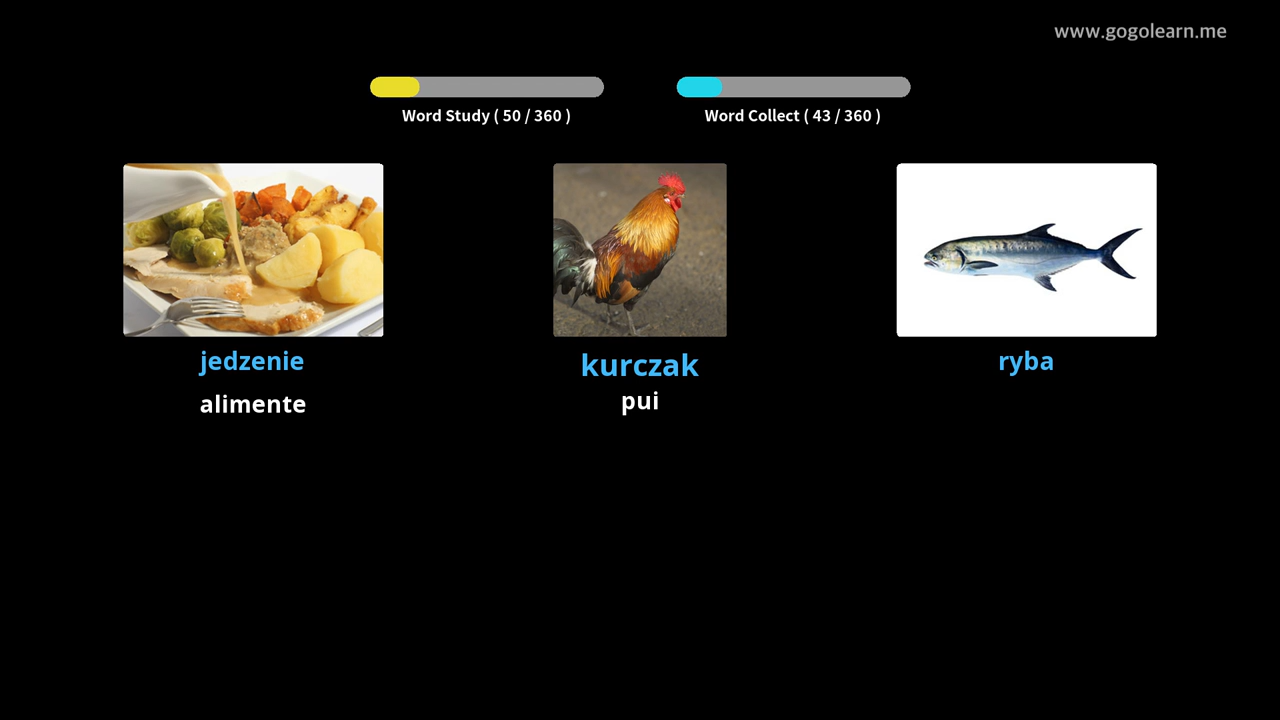 www.gogolearn.me
Word Study ( 50 / 360 )
Word Collect ( 43 / 360 )
jedzenie
kurczak
ryba
alimente
pui